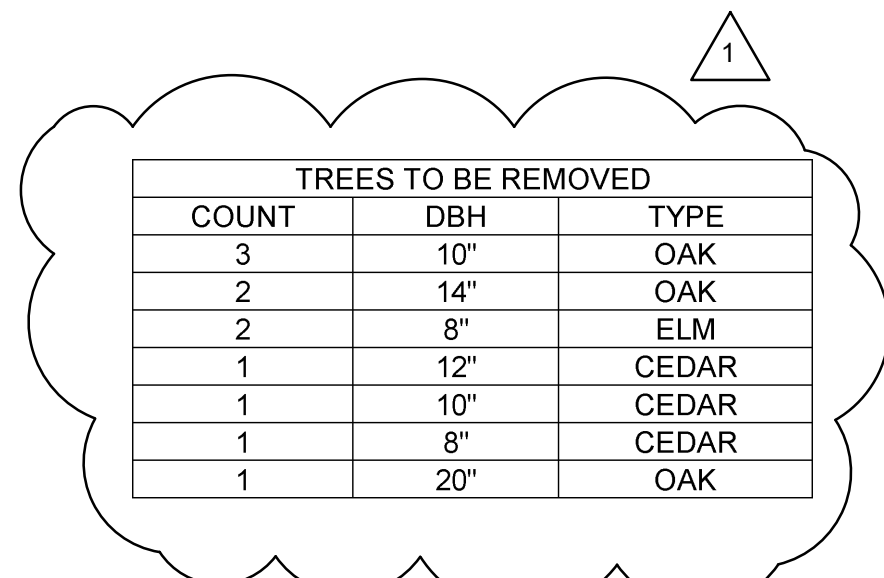 1
TREES TO BE REMOVED
COUNT DBH TYPE
3 10" OAK
2 14" OAK
2 8" ELM
1 12" CEDAR
1 10" CEDAR
1 8" CEDAR
1 20" OAK